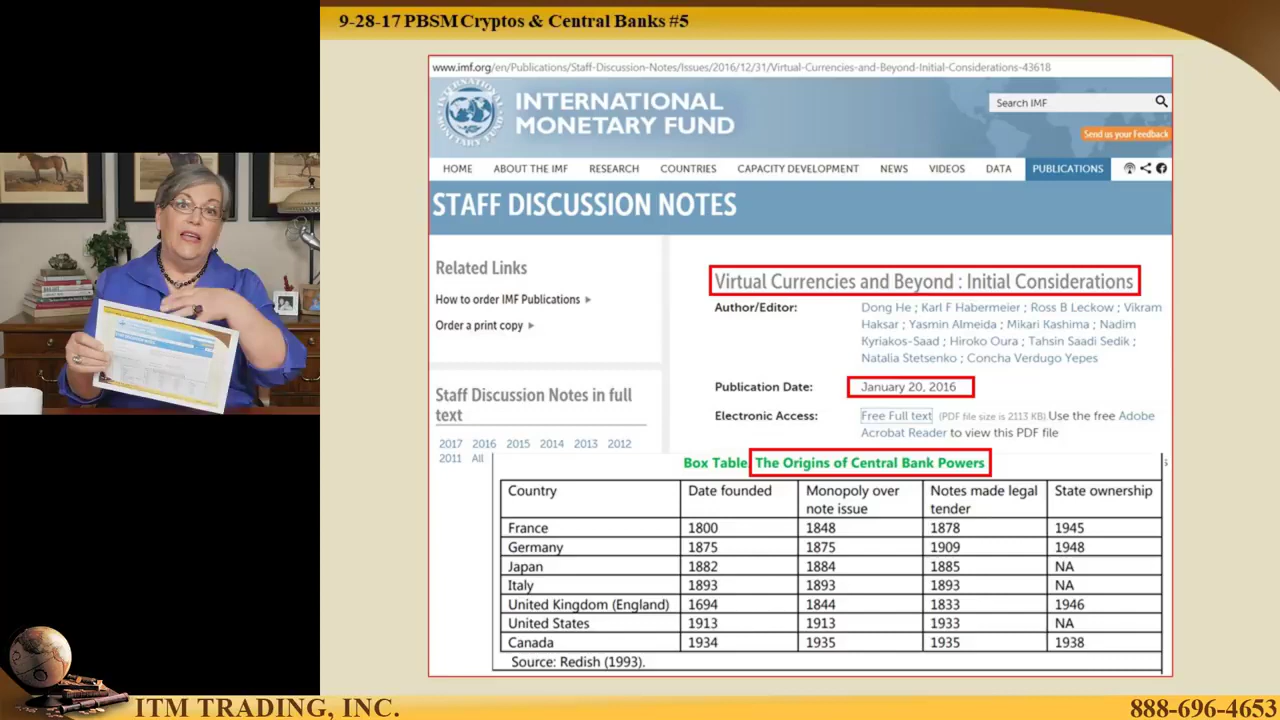 9-28-17 PBSM Cryptos & Central Banks #5
www.imf.org/en/Publications/Staff-Discussion-Notes/Issues/2016/12/31/Virtual-Currencies-and-Beyond-Initial-Considerations-43618
INTERNATIONAL
MONETARY FUND
Search IMF
Send us your Feedback
HOME ABOUT THE IMF RESEARCH COUNTRIES CAPACITY DEVELOPMENT NEWS VIDEOS DATA PUBLICATIONS
STAFF DISCUSSION NOTES
Related Links
How to order IMF Publications
Order a print copy
Staff Discussion Notes in full
text
2017 2016 2015 2014 2013 2012
2011 All
Virtual Currencies and Beyond : Initial Considerations
Author/Editor: Dong He ; Karl F Habermeier ; Ross B Leckow ; Vikram
Haksar ; Yasmin Almeida ; Mikari Kashima ; Nadim
Kyriakos-Saad ; Hiroko Oura ; Tahsin Saadi Sedik ;
Natalia Stetsenko ; Concha Verdugo Yepes
Publication Date: January 20, 2016
Electronic Access: Free Full text (PDF file size is 2113 KB) Use the free Adobe
Acrobat Reader to view this PDF file
Box Table The Origins of Central Bank Powers
Country Date founded Monopoly over Notes made legal State ownership
note issue tender
France 1800 1848 1878 1945
Germany 1875 1875 1909 1948
Japan 1882 1884 1885 NA
Italy 1893 1893 1893 NA
United Kingdom (England) 1694 1844 1833 1946
United States 1913 1913 1933 NA
Canada 1934 1935 1935 1938
Source: Redish (1993).
ITM TRADING, INC.
888-696-4653